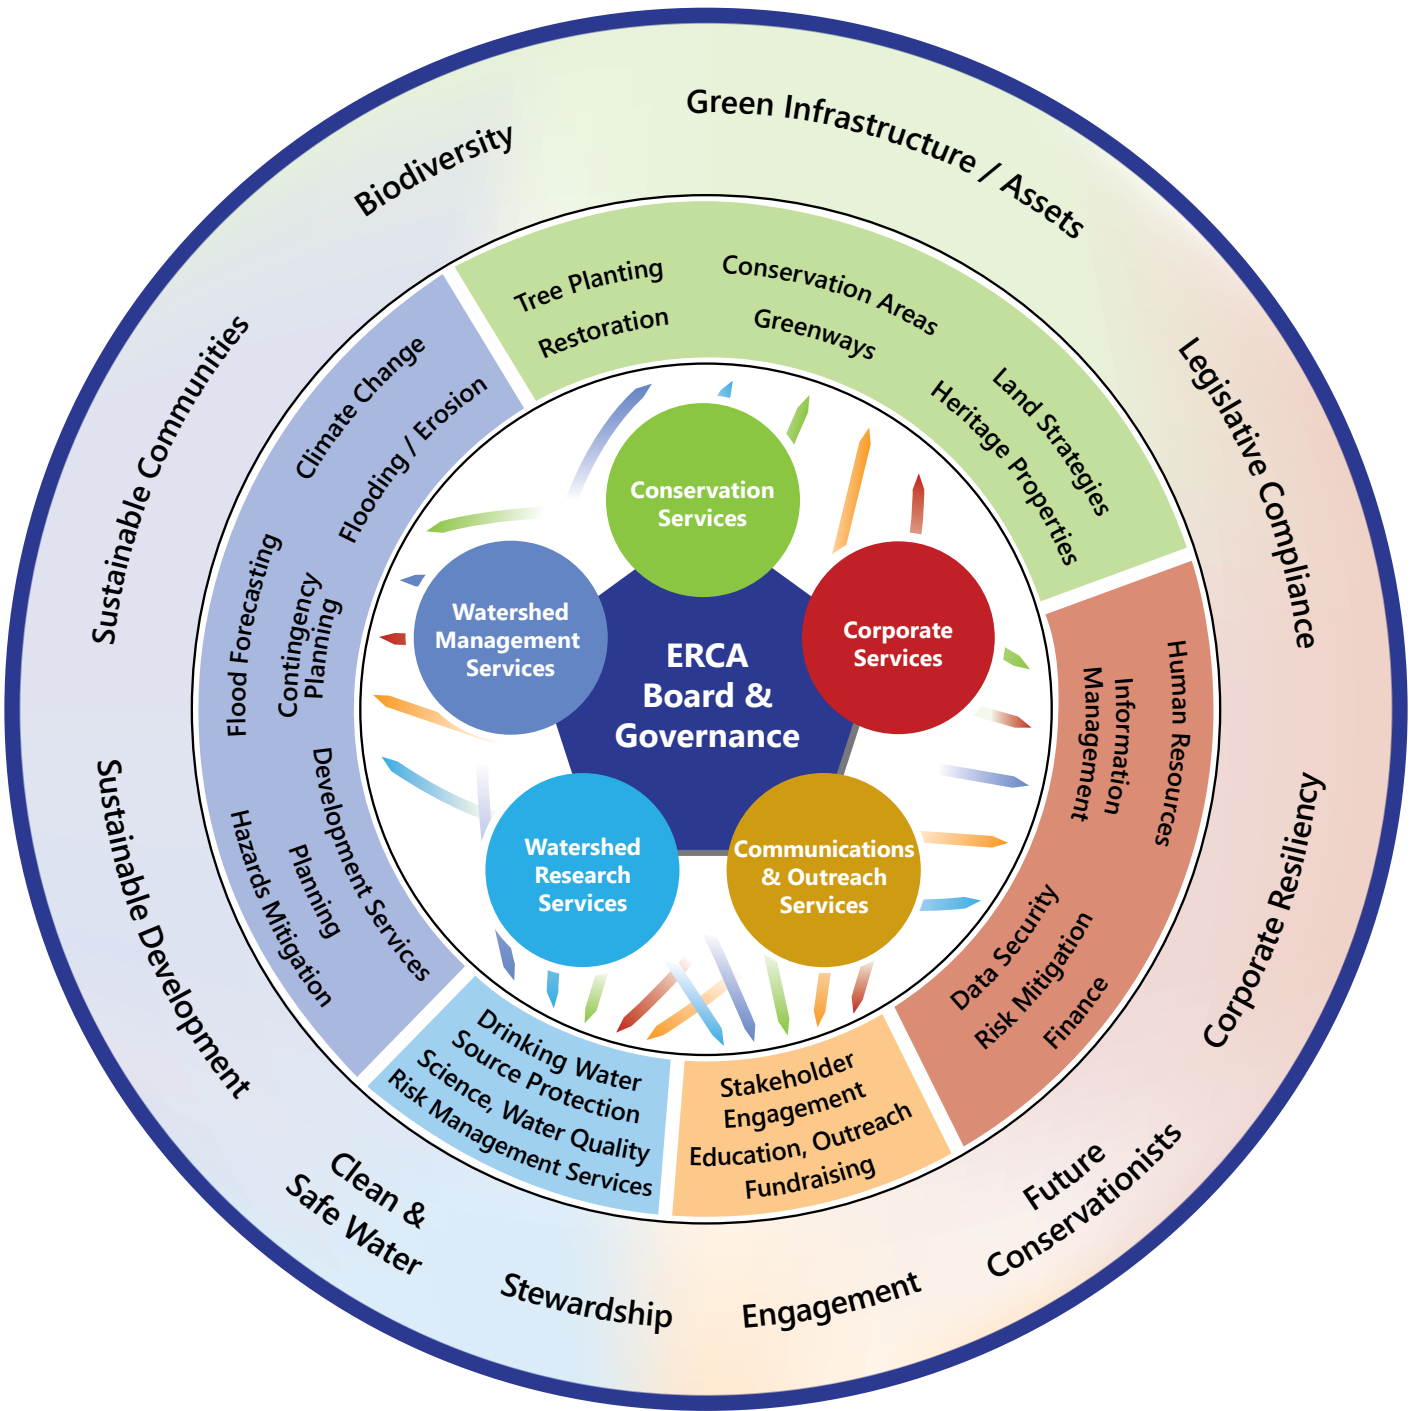 Green Infrastructure / Assets
Legislative Compliance
Corporate Resiliency
Future
Conservationists
Engagement
Stewardship
Clean &
Safe Water
Sustainable Development
Sustainable Communities
Biodiversity
Tree Planting
Restoration
Conservation Areas
Greenways
Land Strategies
Heritage Properties
Human Resources
Information
Management
Data Security
Risk Mitigation
Finance
Stakeholder
Engagement
Education, Outreach
Fundraising
Drinking Water
Source Protection
Science, Water Quality
Risk Management Services
Development Services
Planning
Hazards Mitigation
Flood Forecasting
Contingency
Planning
Climate Change
Flooding / Erosion
Conservation
Services
Corporate
Services
Communications
& Outreach
Services
Watershed
Research
Services
Watershed
Management
Services
ERCA
Board &
Governance